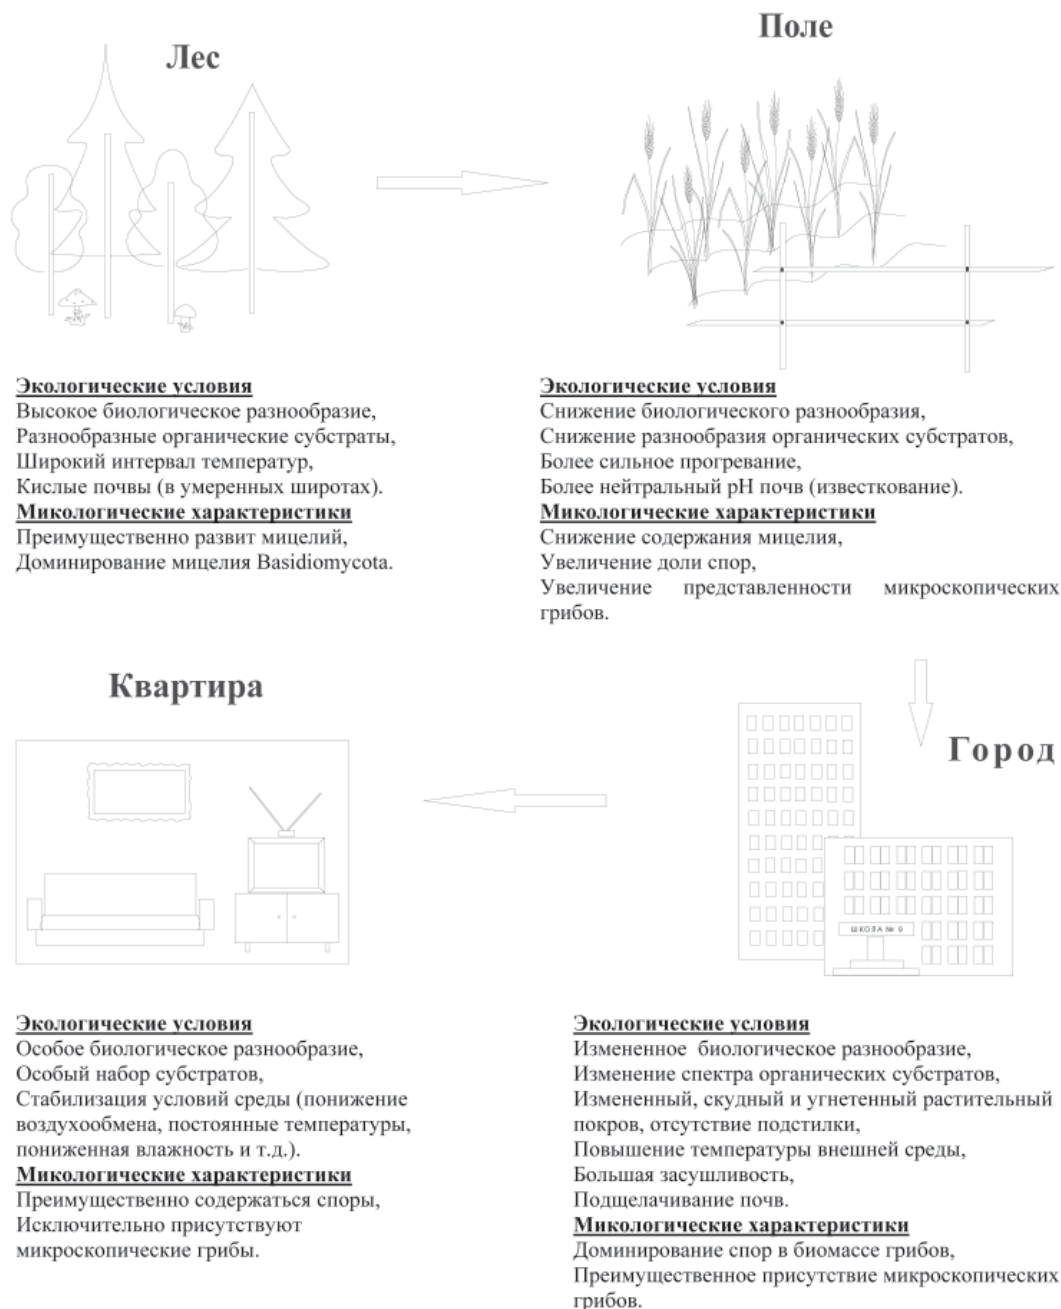 Лес
Поле
Экологические условия
Высокое биологическое разнообразие,
Разнообразные органические субстраты,
Широкий интервал температур,
Кислые почвы (в умеренных широтах).
Микологические характеристики
Преимущественно развит мицелий,
Доминирование мицелия Basidiomycota.
Экологические условия
Снижение биологического разнообразия,
Снижение разнообразия органических субстратов,
Более сильное прогревание,
Более нейтральный pH почв (известкование).
Микологические характеристики
Снижение содержания мицелия,
Увеличение доли спор,
Увеличение представленности микроскопических
грибов.
Квартира
Город
ШКОЛА № 9
Экологические условия
Особое биологическое разнообразие,
Особый набор субстратов,
Стабилизация условий среды (понижение
воздухообмена, постоянные температуры,
пониженная влажность и т.д.).
Микологические характеристики
Преимущественно содержаться споры,
Исключительно присутствуют
микроскопические грибы.
Экологические условия
Измененное биологическое разнообразие,
Изменение спектра органических субстратов,
Измененный, скудный и угнетенный растительный
покров, отсутствие подстилки,
Повышение температуры внешней среды,
Большая засушливость,
Подщелачивание почв.
Микологические характеристики
Доминирование спор в биомассе грибов,
Преимущественное присутствие микроскопических
грибов.